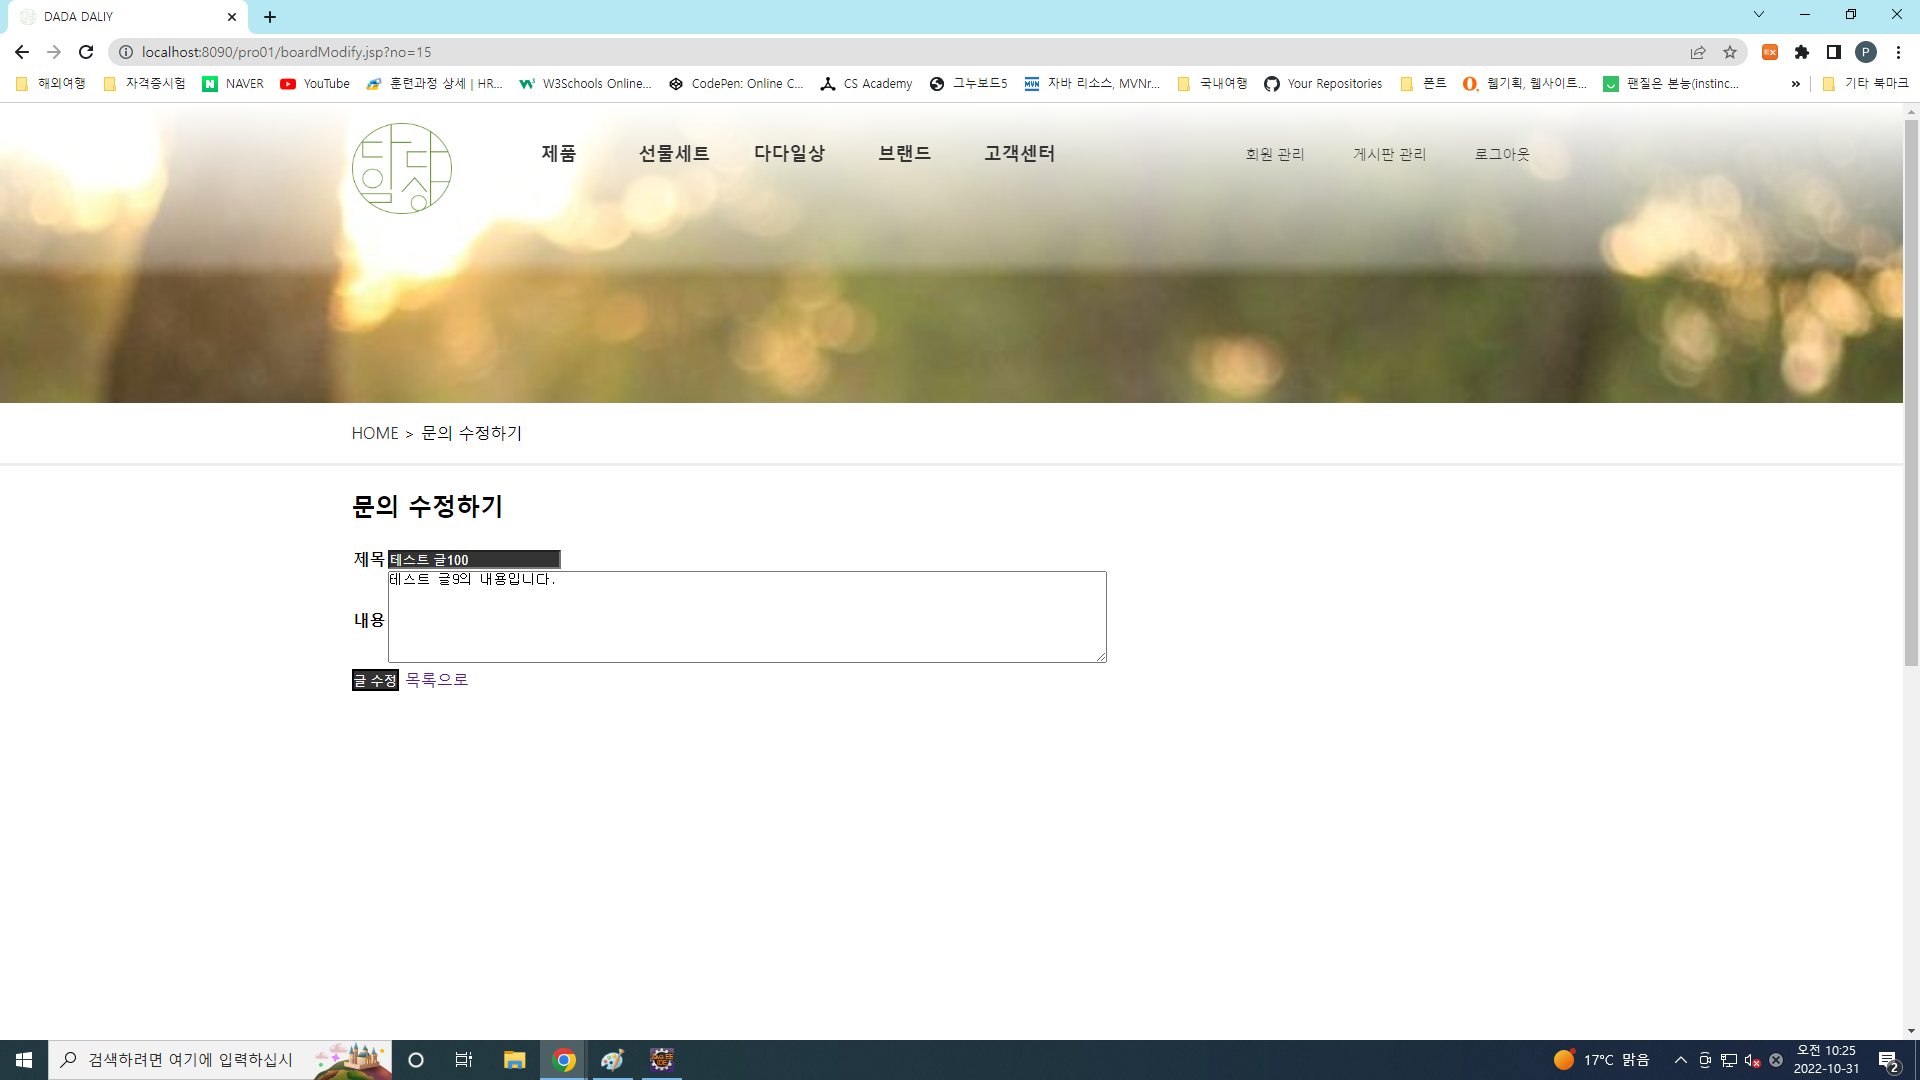 DADA DALIY
localhost:8090/pro01/boardModify.jsp?no=15
해외여행 자격증시험 NAVER YouTube 훈련과정 상세 | HR... W3Schools Online... CodePen: Online C... CS Academy 그누보드5 자바 리소스, MVNr... 국내여행 Your Repositories 폰트 웹기획, 웹사이트... 팬질은 본능(instinc... » 기타 북마크
다다일상
제품 선물세트 다다일상 브랜드 고객센터 회원 관리 게시판 관리 로그아웃
HOME > 문의 수정하기
문의 수정하기
제목 테스트 글100
내용 테스트 글9의 내용입니다.
글 수정 목록으로
검색하려면 여기에 입력하십시
17°C 맑음
오전 10:25
2022-10-31
2